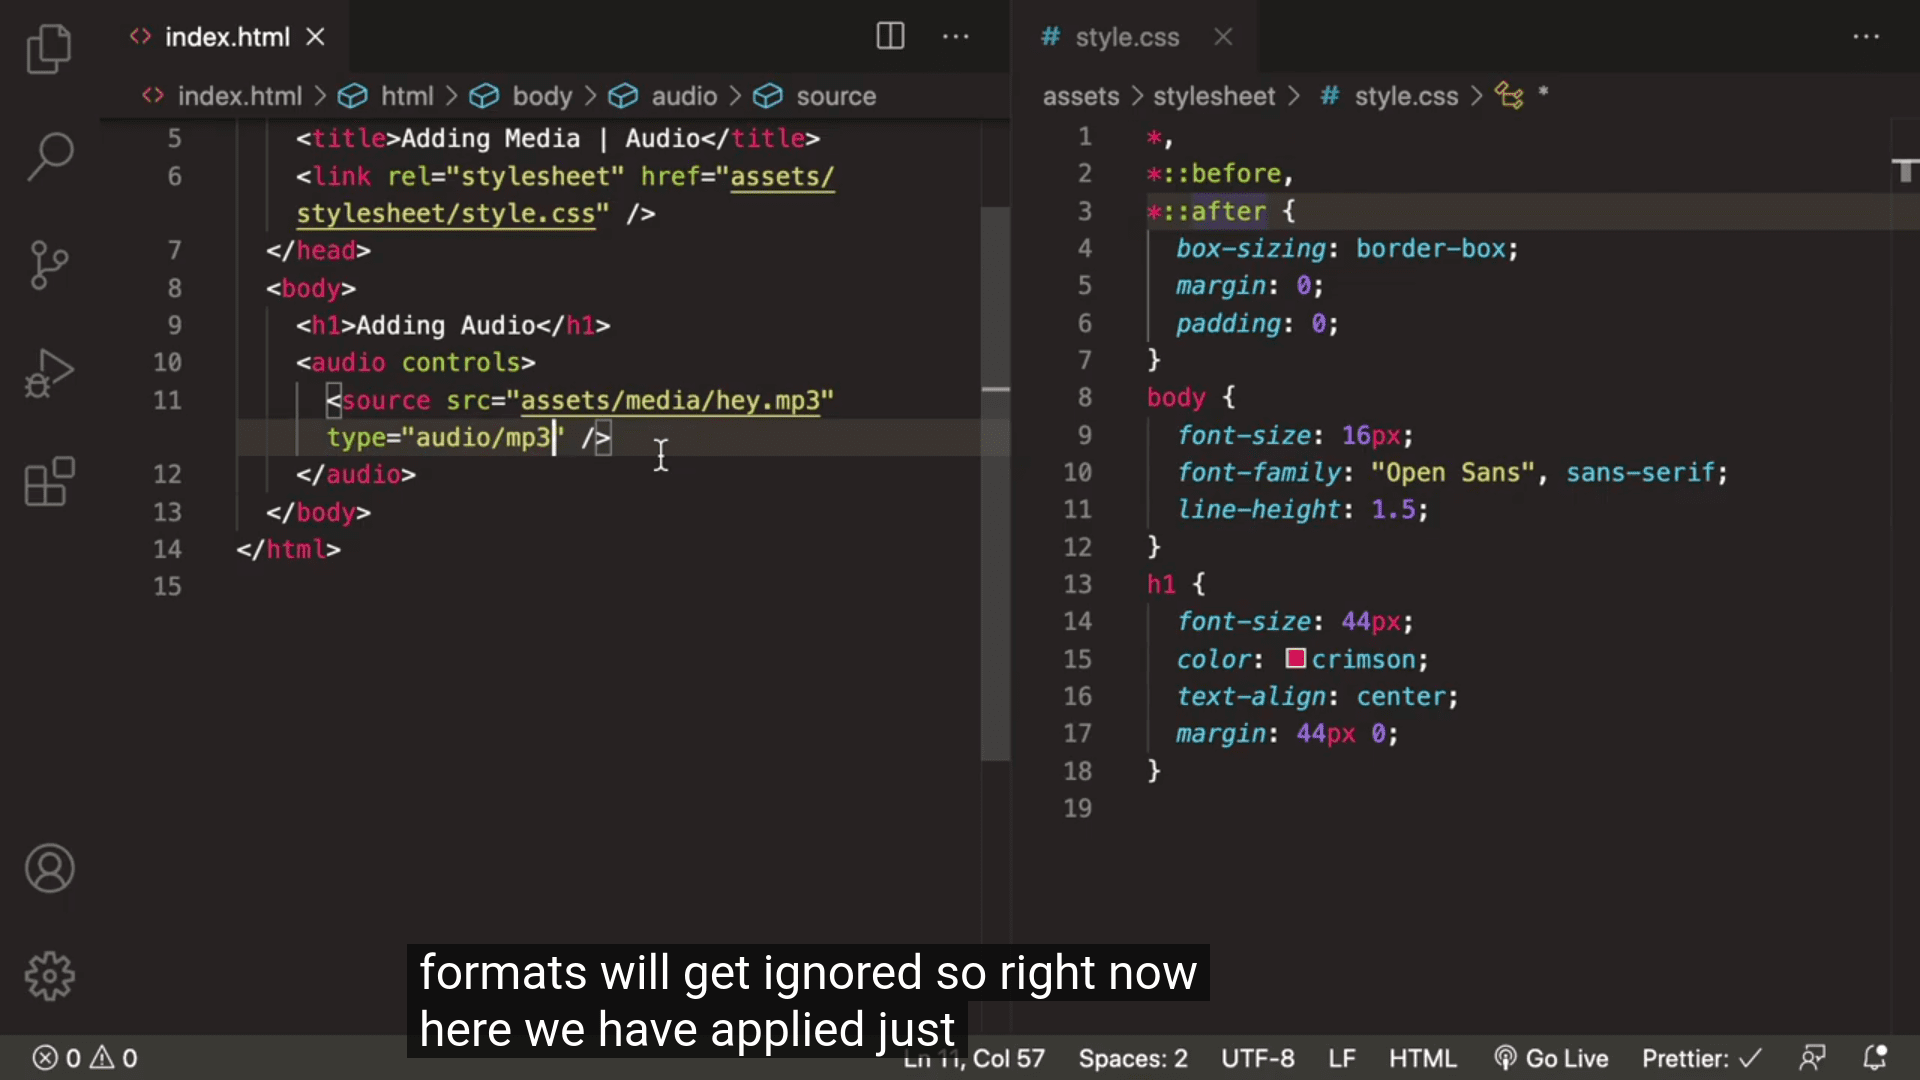 <> index.html ×
<> index.html > html > body > audio > source
5 <title>Adding Media | Audio</title>
6 <link rel="stylesheet" href="assets/
stylesheet/style.css" />
7 </head>
8 <body>
9 <h1>Adding Audio</h1>
10 <audio controls>
11 <source src="assets/media/hey.mp3"
type="audio/mp3" />
12 </audio>
13 </body>
14 </html>
15
# style.css ×
assets > stylesheet > # style.css > *
1 *,
2 *::before,
3 *::after {
4 box-sizing: border-box;
5 margin: 0;
6 padding: 0;
7 }
8 body {
9 font-size: 16px;
10 font-family: "Open Sans", sans-serif;
11 line-height: 1.5;
12 }
13 h1 {
14 font-size: 44px;
15 color: crimson;
16 text-align: center;
17 margin: 44px 0;
18 }
19
formats will get ignored so right now
here we have applied just
0 0 Ln 11, Col 57 Spaces: 2 UTF-8 LF HTML Go Live Prettier: ✓